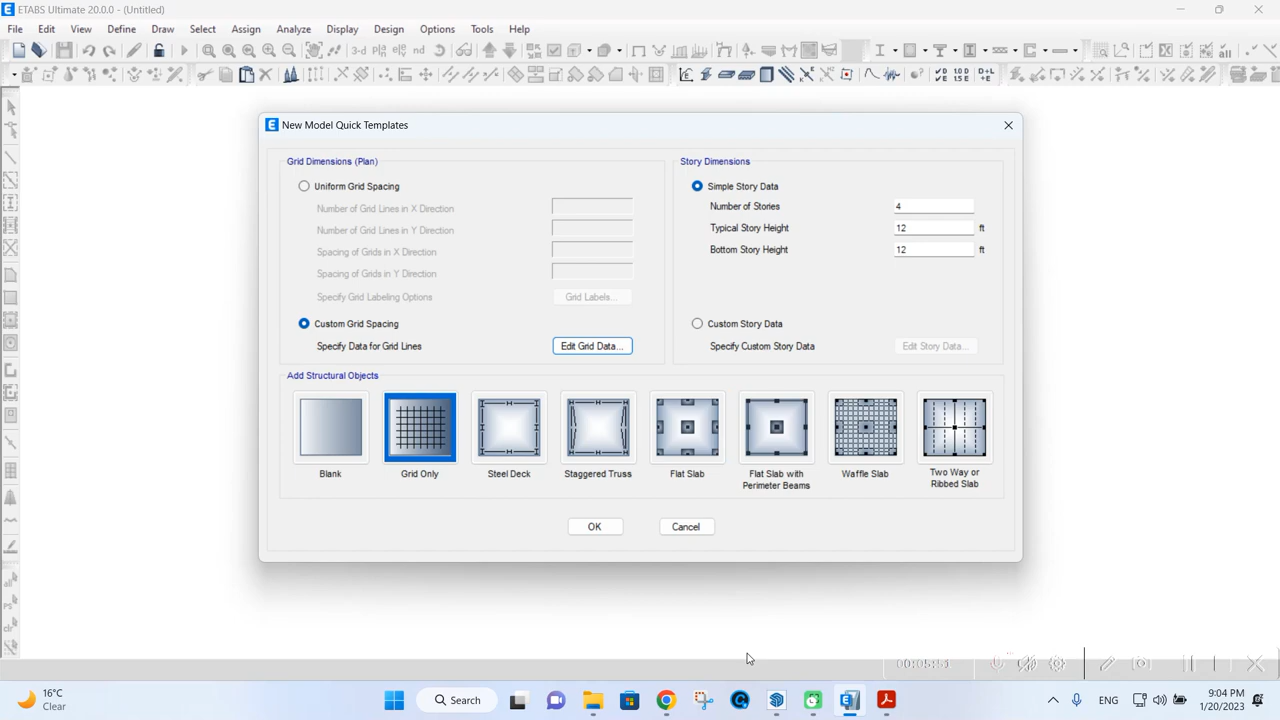 ETABS Ultimate 20.0.0 - (Untitled)
File Edit View Define Draw Select Assign Analyze Display Design Options Tools Help
3-d nd
New Model Quick Templates
Grid Dimensions (Plan)
Uniform Grid Spacing
Number of Grid Lines in X Direction
Number of Grid Lines in Y Direction
Spacing of Grids in X Direction
Spacing of Grids in Y Direction
Specify Grid Labeling Options Grid Labels...
Custom Grid Spacing
Specify Data for Grid Lines Edit Grid Data...
Story Dimensions
Simple Story Data
Number of Stories 4
Typical Story Height 12 ft
Bottom Story Height 12 ft
Custom Story Data
Specify Custom Story Data Edit Story Data...
Add Structural Objects
Blank
Grid Only
Steel Deck
Staggered Truss
Flat Slab
Flat Slab with
Perimeter Beams
Waffle Slab
Two Way or
Ribbed Slab
OK Cancel
16°C
Clear
Search
ENG
9:04 PM
1/20/2023